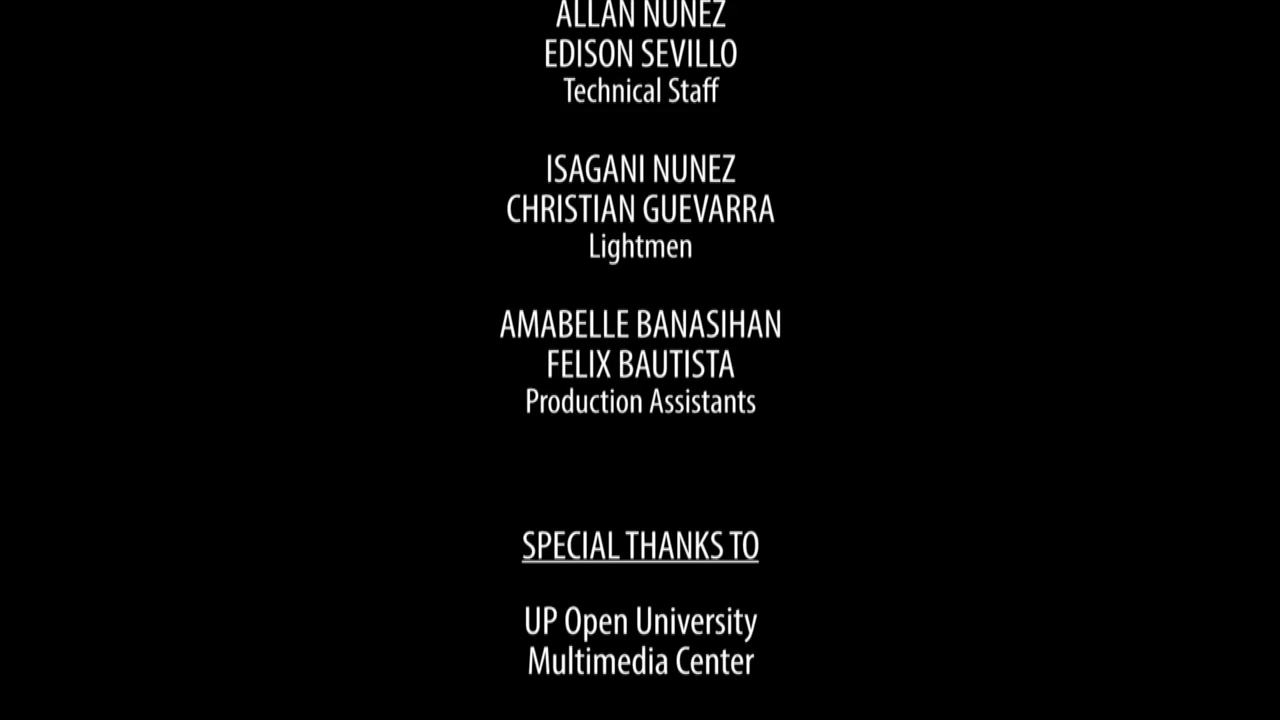 ALLAN NUNEZ
EDISON SEVILLO
Technical Staff
ISAGANI NUNEZ
CHRISTIAN GUEVARRA
Lightmen
AMABELLE BANASIHAN
FELIX BAUTISTA
Production Assistants
SPECIAL THANKS TO
UP Open University
Multimedia Center